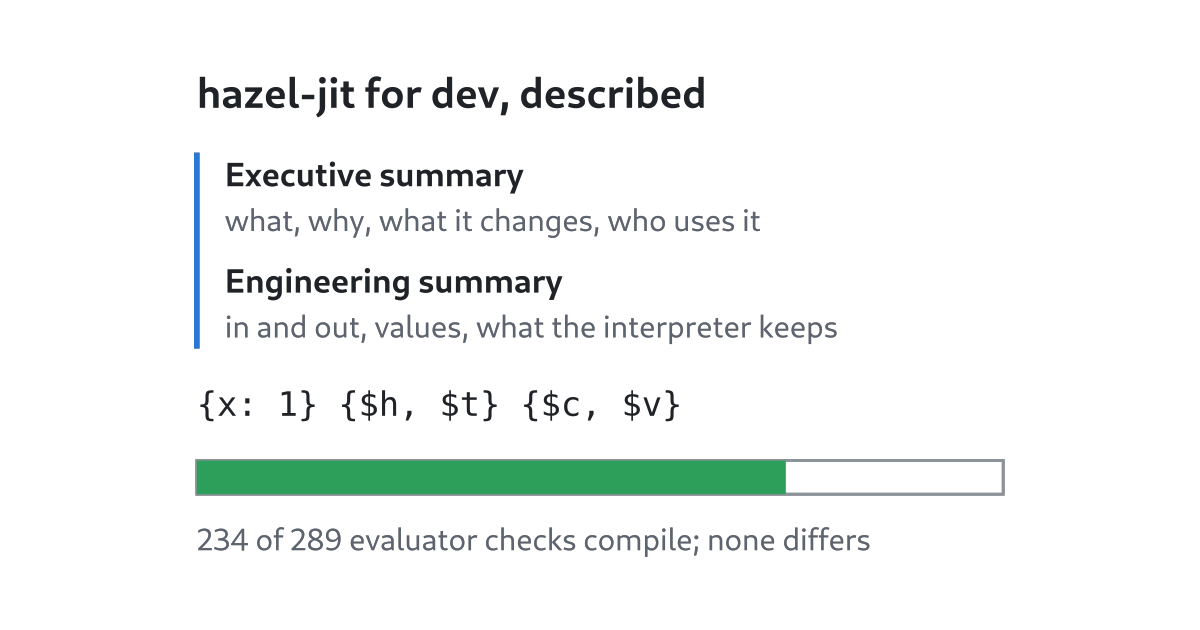 hazel-jit for dev, described
Executive summary
what, why, what it changes, who uses it
Engineering summary
in and out, values, what the interpreter keeps
{x: 1} {$h, $t} {$c, $v}
234 of 289 evaluator checks compile; none differs